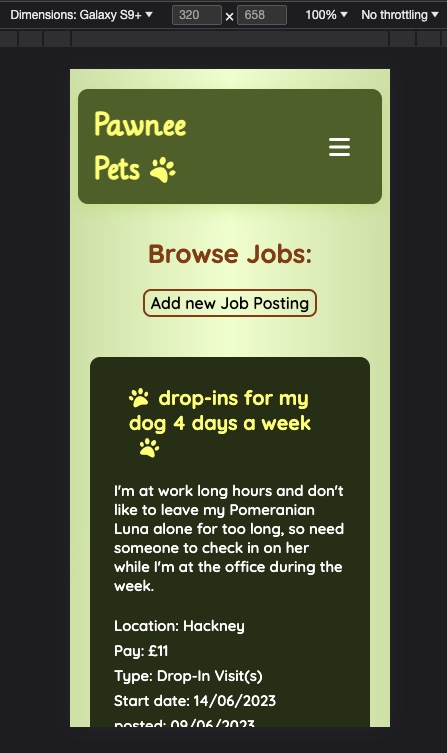 Dimensions: Galaxy S9+ 320 × 658 100% No throttling
Pawnee
Pets
Browse Jobs:
Add new Job Posting
drop-ins for my
dog 4 days a week
I'm at work long hours and don't
like to leave my Pomeranian
Luna alone for too long, so need
someone to check in on her
while I'm at the office during the
week.
Location: Hackney
Pay: £11
Type: Drop-In Visit(s)
Start date: 14/06/2023
posted: 09/06/2023